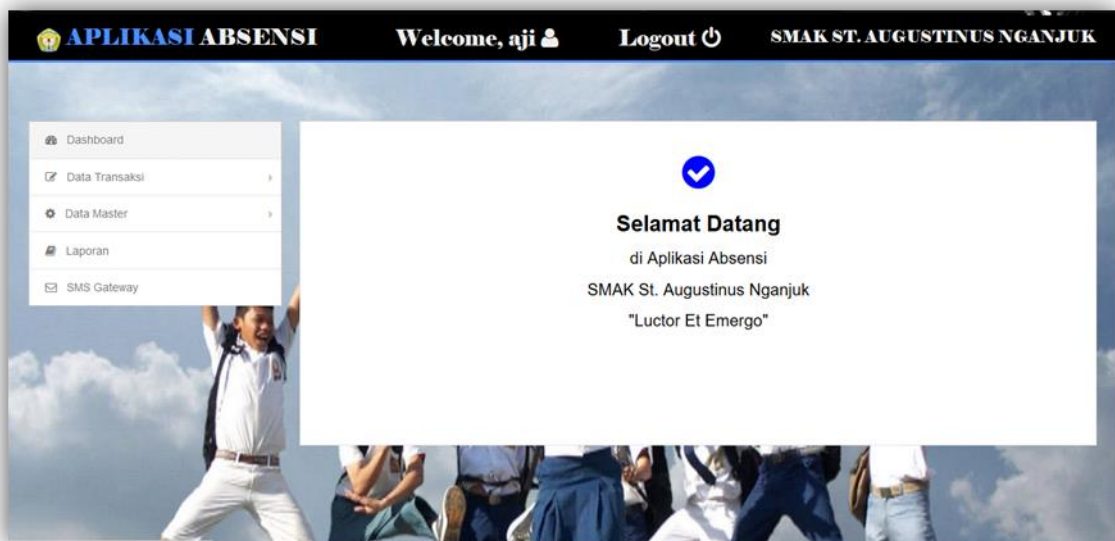 APLIKASI ABSENSI
Welcome, aji
Logout
SMAK ST. AUGUSTINUS NGANJUK
Dashboard
Data Transaksi
Data Master
Laporan
SMS Gateway
Selamat Datang
di Aplikasi Absensi
SMAK St. Augustinus Nganjuk
"Luctor Et Emergo"